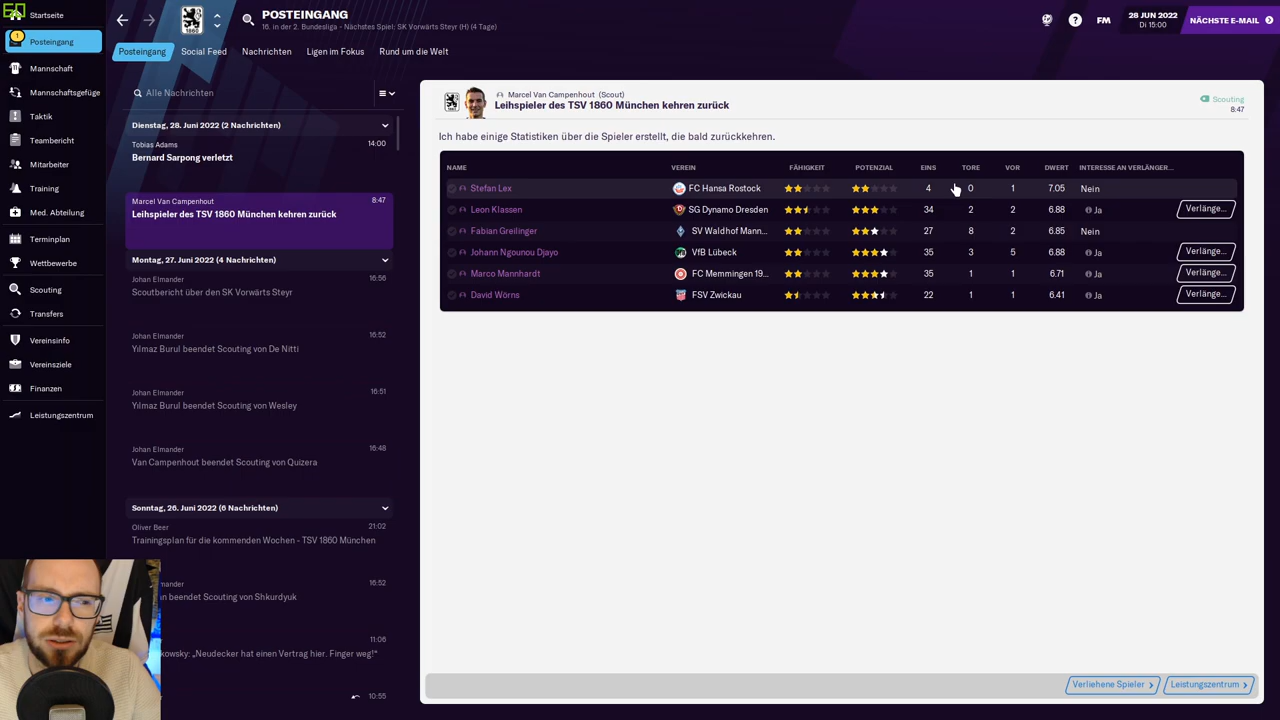 Startseite
POSTEINGANG
16. in der 2. Bundesliga - Nächstes Spiel: SK Vorwärts Steyr (H) (4 Tage)
FM
28 JUN 2022
Di 15:00
NÄCHSTE E-MAIL
1
Posteingang
Mannschaft
Mannschaftsgefüge
Taktik
Teambericht
Mitarbeiter
Training
Med. Abteilung
Terminplan
Wettbewerbe
Scouting
Transfers
Vereinsinfo
Vereinsziele
Finanzen
Leistungszentrum
Posteingang
Social Feed
Nachrichten
Ligen im Fokus
Rund um die Welt
Alle Nachrichten
Dienstag, 28. Juni 2022 (2 Nachrichten)
Tobias Adams 14:00
Bernard Sarpong verletzt
Marcel Van Campenhout 8:47
Leihspieler des TSV 1860 München kehren zurück
Montag, 27. Juni 2022 (4 Nachrichten)
Johan Elmander 16:56
Scoutbericht über den SK Vorwärts Steyr
Johan Elmander 16:52
Yılmaz Burul beendet Scouting von De Nitti
Johan Elmander 16:51
Yılmaz Burul beendet Scouting von Wesley
Johan Elmander 16:48
Van Campenhout beendet Scouting von Quizera
Sonntag, 26. Juni 2022 (6 Nachrichten)
Oliver Beer 21:02
Trainingsplan für die kommenden Wochen - TSV 1860 München
mander 16:52
n beendet Scouting von Shkurdyuk
11:06
kowsky: „Neudecker hat einen Vertrag hier. Finger weg!“
10:55
Marcel Van Campenhout (Scout)
Leihspieler des TSV 1860 München kehren zurück
Scouting
8:47
Ich habe einige Statistiken über die Spieler erstellt, die bald zurückkehren.
NAME VEREIN FÄHIGKEIT POTENZIAL EINS TORE VOR DWERT INTERESSE AN VERLÄNGER...
Stefan Lex FC Hansa Rostock 4 0 1 7.05 Nein
Leon Klassen SG Dynamo Dresden 34 2 2 6.88 Ja Verlänge...
Fabian Greilinger SV Waldhof Mann... 27 8 2 6.85 Nein
Johann Ngounou Djayo VfB Lübeck 35 3 5 6.88 Ja Verlänge...
Marco Mannhardt FC Memmingen 19... 35 1 1 6.71 Ja Verlänge...
David Wörns FSV Zwickau 22 1 1 6.41 Ja Verlänge...
Verliehene Spieler
Leistungszentrum